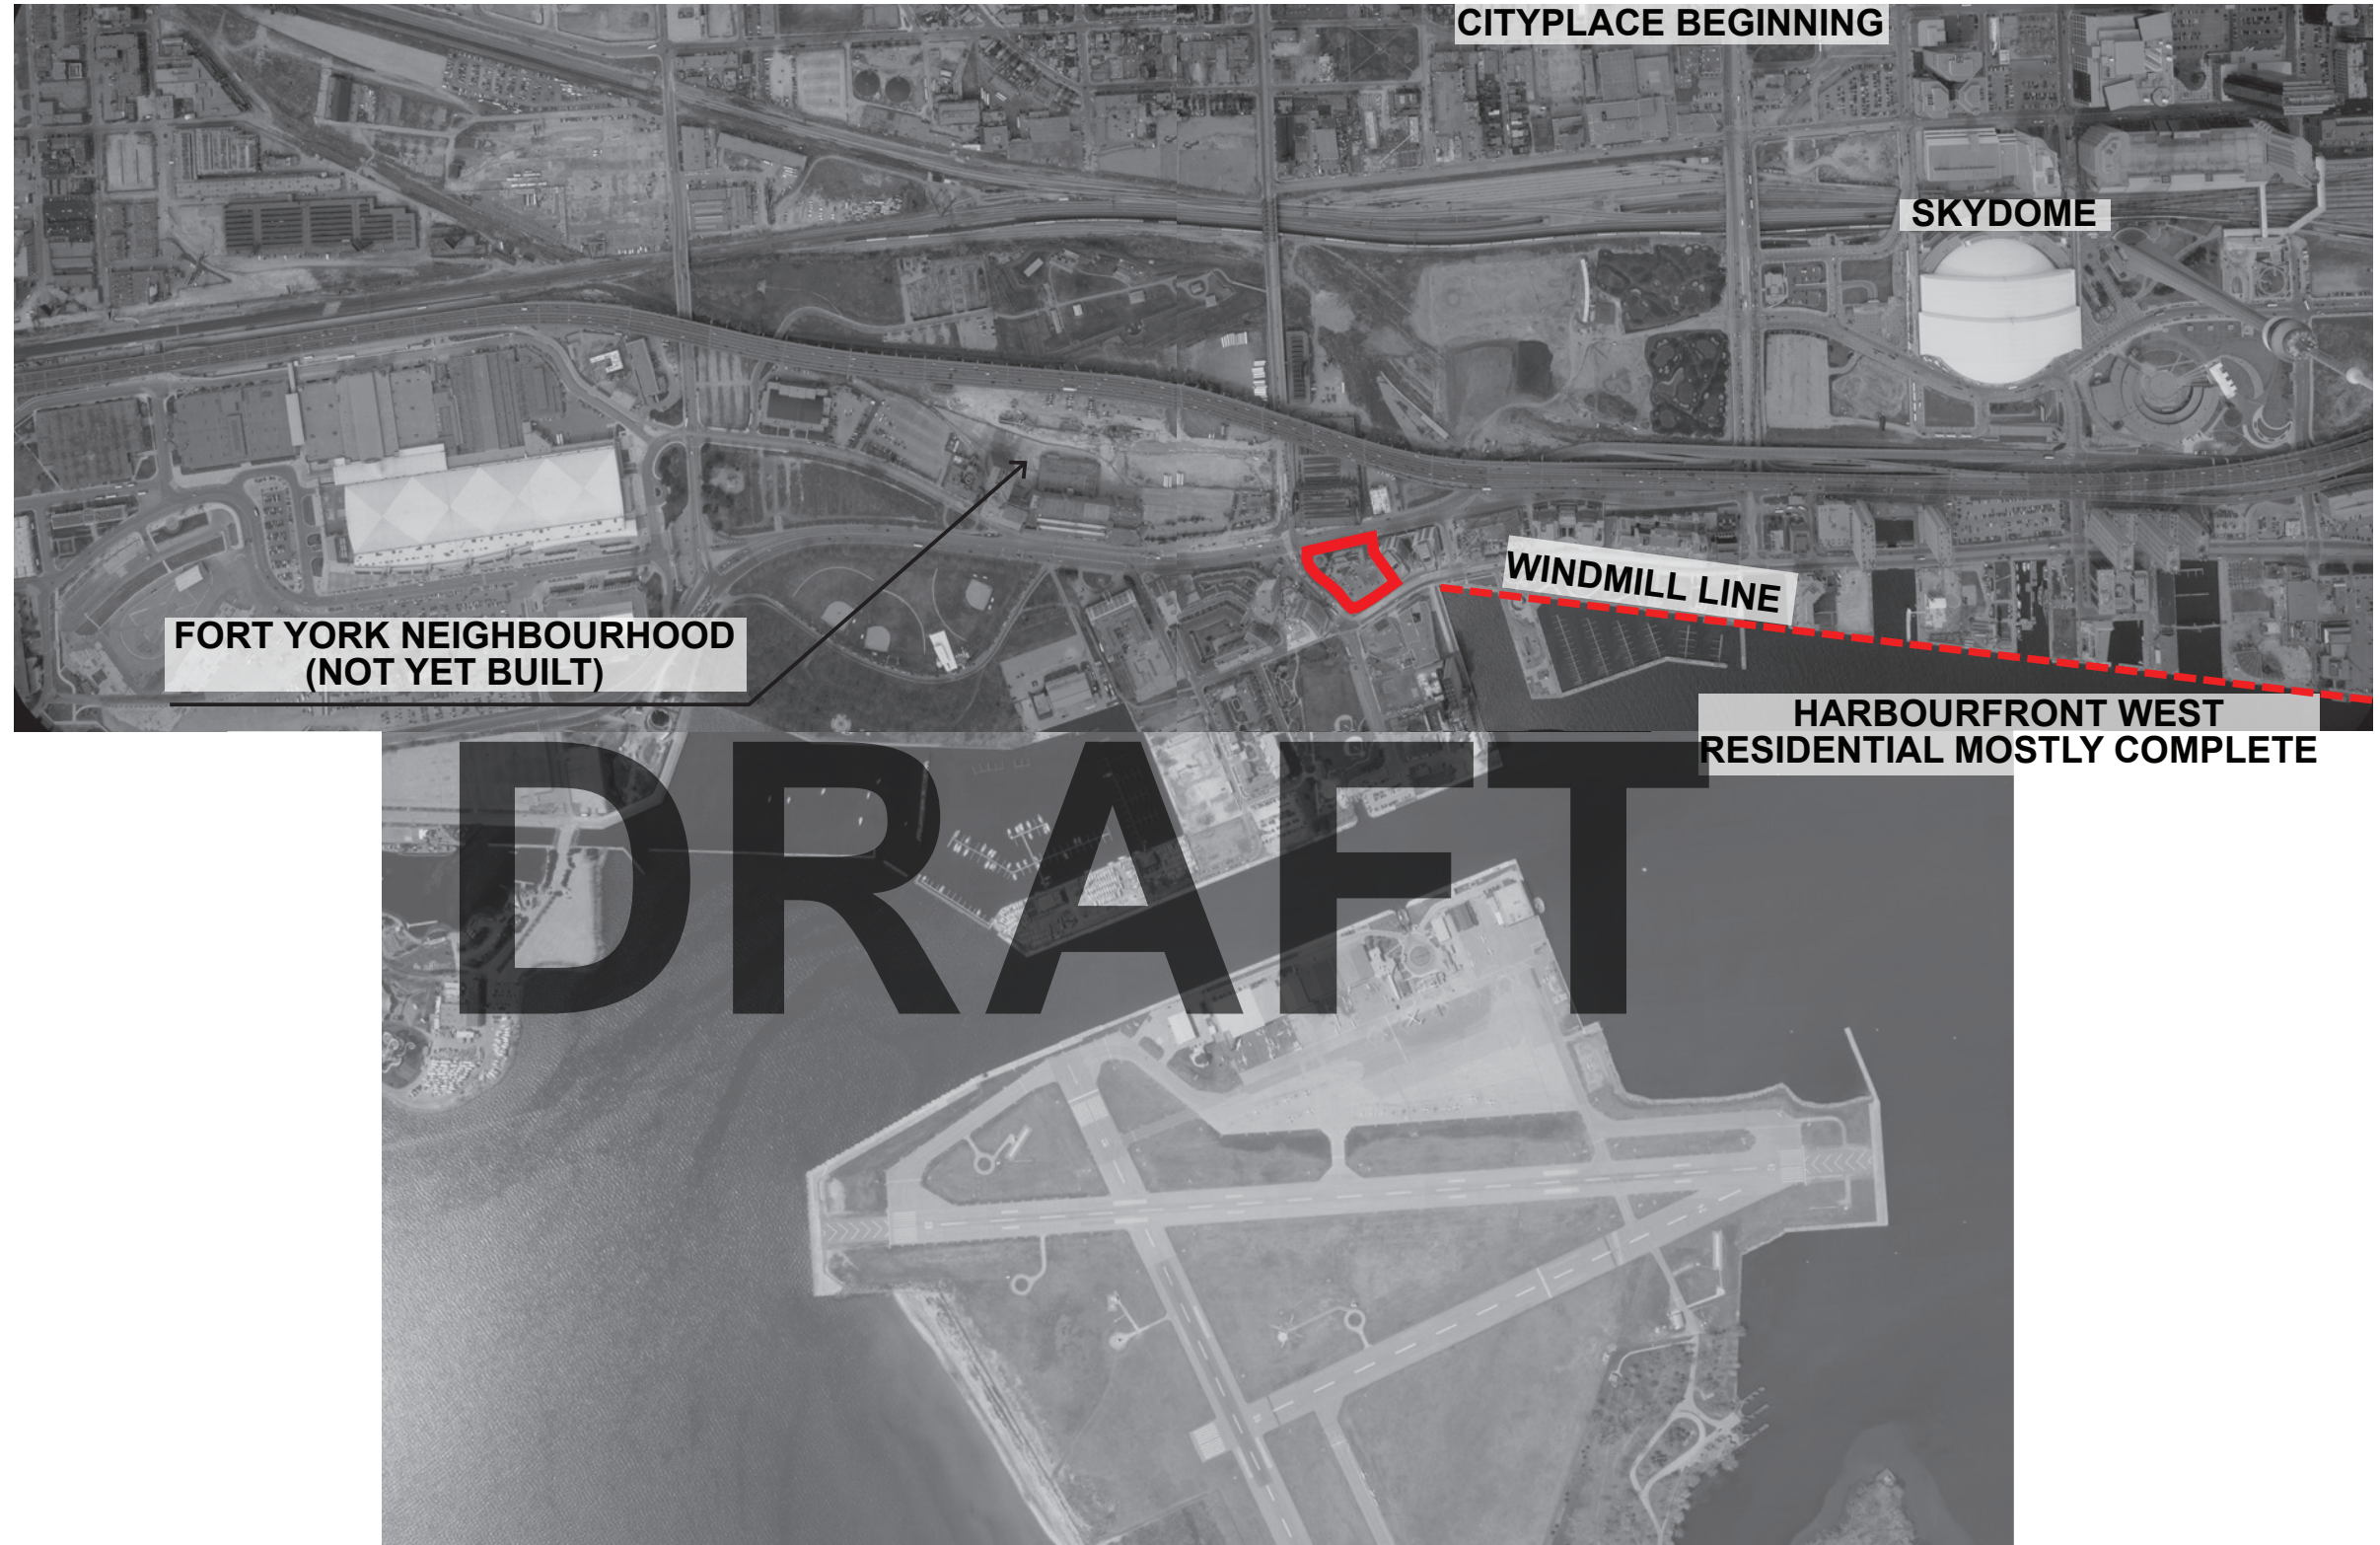 CITYPLACE BEGINNING
SKYDOME
WINDMILL LINE
FORT YORK NEIGHBOURHOOD
(NOT YET BUILT)
HARBOURFRONT WEST
RESIDENTIAL MOSTLY COMPLETE
DRAFT